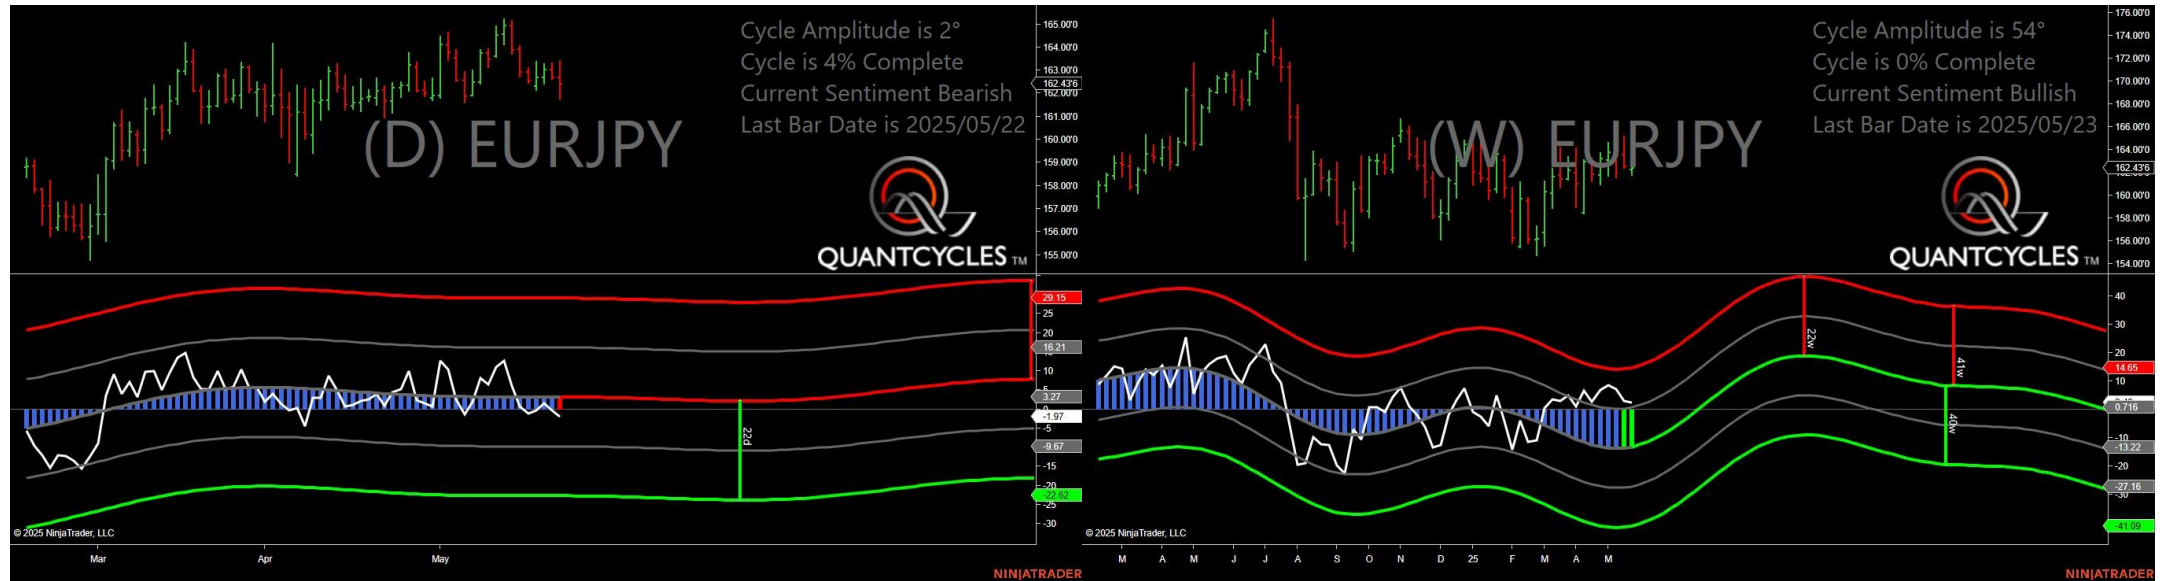 Cycle Amplitude is 2°
Cycle is 4% Complete
Current Sentiment Bearish
Last Bar Date is 2025/05/22
(D) EURJPY
QUANTCYCLES TM
165.00'0
164.00'0
163.00'0
162.43'6
162.00'0
161.00'0
160.00'0
159.00'0
158.00'0
157.00'0
156.00'0
155.00'0
29.15
25
20
16.21
10
5
3.27
-1.97
-5
-9.67
-15
-20
-22.62
-25
-30
22d
© 2025 NinjaTrader, LLC
Mar
Apr
May
NINJATRADER
Cycle Amplitude is 54°
Cycle is 0% Complete
Current Sentiment Bullish
Last Bar Date is 2025/05/23
(W) EURJPY
QUANTCYCLES TM
176.00'0
174.00'0
172.00'0
170.00'0
168.00'0
166.00'0
164.00'0
162.43'6
160.00'0
158.00'0
156.00'0
154.00'0
40
30
20
14.65
10
0.716
-10
-13.22
-20
-27.16
-30
-41.09
22w
41w
40w
© 2025 NinjaTrader, LLC
M A M J J A S O N D 25 F M A M
NINJATRADER